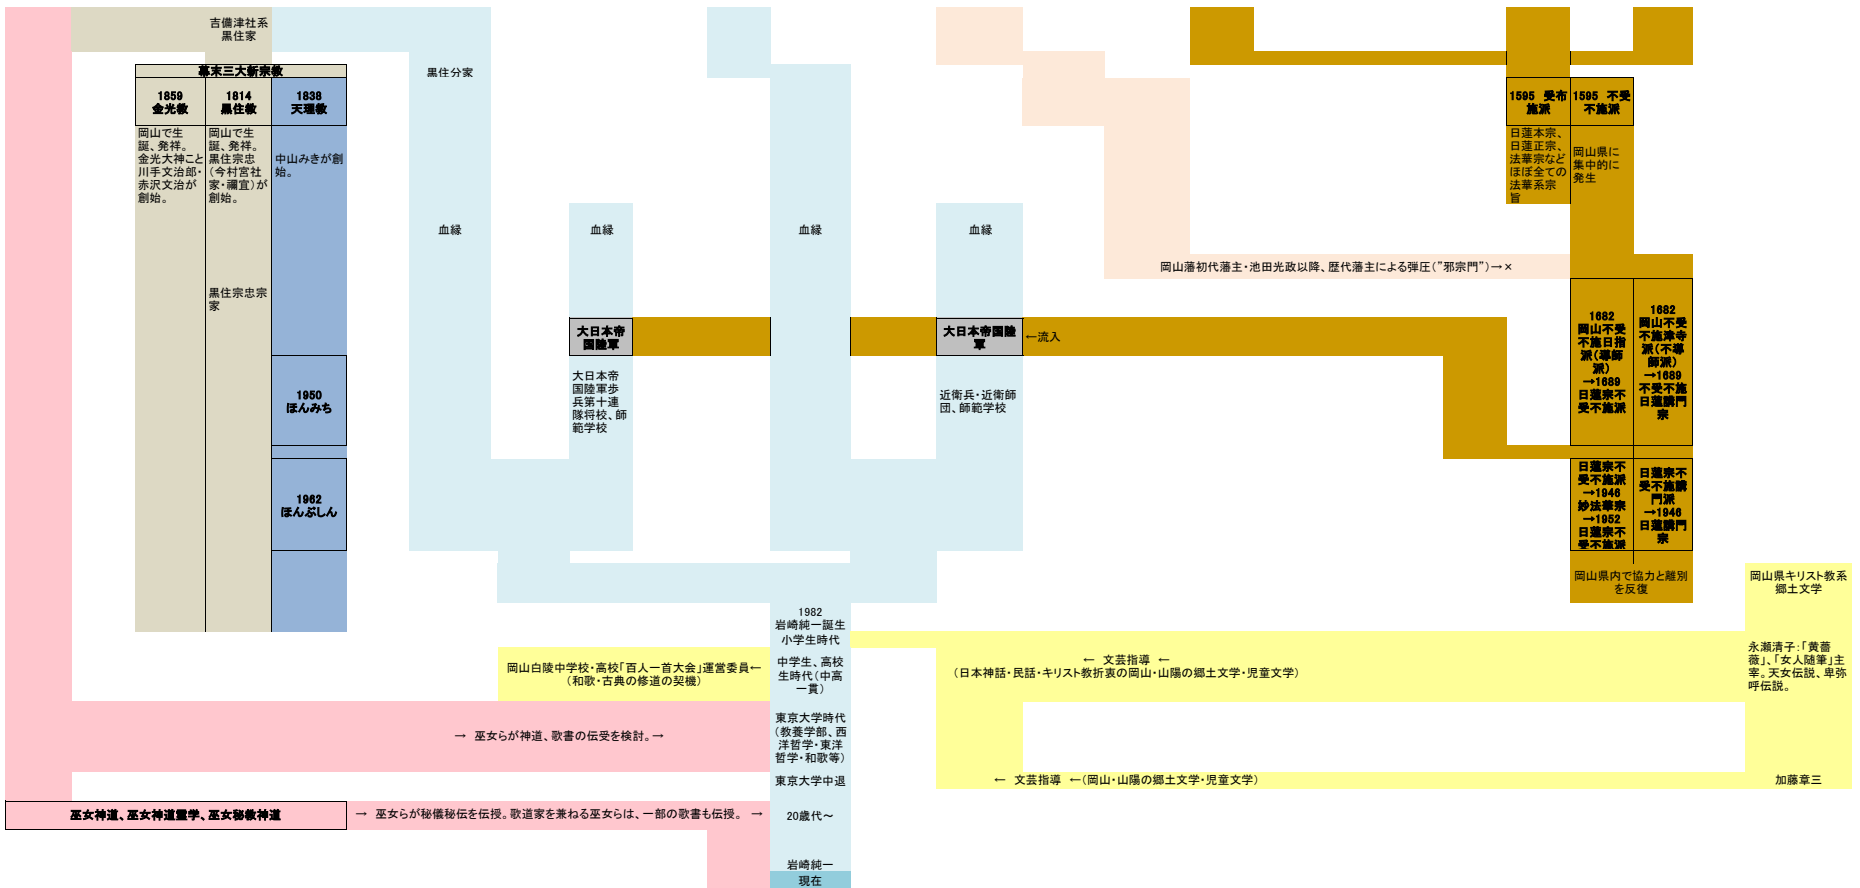 吉備津社系
黒住家
幕末三大新宗教
黒住分家
1859
金光教
1814
黒住教
1838
天理教
1595 受布
施派
1595 不受
不施派
岡山で生
誕、発祥。
金光大神こと
川手文治郎・
赤沢文治が
創始。
岡山で生
誕、発祥。
黒住宗忠
(今村宮社
家・禰宜)が
創始。
中山みきが創
始。
日蓮本宗、
日蓮正宗、
法華宗など
ほぼ全ての
法華系宗
旨
岡山県に
集中的に
発生
血縁
血縁
血縁
血縁
岡山藩初代藩主・池田光政以降、歴代藩主による弾圧("邪宗門")→×
黒住宗忠宗
家
大日本帝
国陸軍
大日本帝国陸
軍
←流入
1682
岡山不受
不施日指
派(導師
派)
→1689
日蓮宗不
受不施派
1682
岡山不受
不施津寺
派(不導
師派)
→1689
不受不施
日蓮講門
宗
大日本帝
国陸軍歩
兵第十連
隊将校、師
範学校
近衛兵・近衛師
団、師範学校
1950
ほんみち
1962
ほんぶしん
日蓮宗不
受不施派
→1946
妙法華宗
→1952
日蓮宗不
受不施派
日蓮宗不
受不施講
門派
→1946
日蓮講門
宗
岡山県内で協力と離別
を反復
岡山県キリスト教系
郷土文学
1982
岩崎純一誕生
小学生時代
岡山白陵中学校・高校「百人一首大会」運営委員←
(和歌・古典の修道の契機)
中学生、高校
生時代(中高
一貫)
← 文芸指導 ←
(日本神話・民話・キリスト教折衷の岡山・山陽の郷土文学・児童文学)
永瀬清子:「黄薔
薇」、「女人随筆」主
宰。天女伝説、卑弥
呼伝説。
→ 巫女らが神道、歌書の伝受を検討。→
東京大学時代
(教養学部、西
洋哲学・東洋
哲学・和歌等)
東京大学中退
← 文芸指導 ←(岡山・山陽の郷土文学・児童文学)
加藤章三
巫女神道、巫女神道霊学、巫女秘教神道
→ 巫女らが秘儀秘伝を伝授。歌道家を兼ねる巫女らは、一部の歌書も伝授。 →
20歳代~
岩崎純一
現在